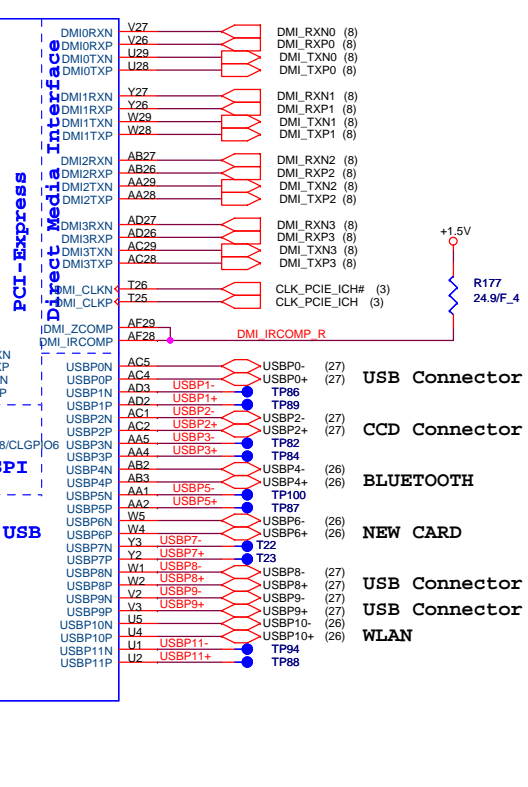 DMI0RXN V27 DMI_RXN0 (8)
DMI0RXP V26 DMI_RXP0 (8)
DMI0TXN U29 DMI_TXN0 (8)
DMI0TXP U28 DMI_TXP0 (8)
DMI1RXN Y27 DMI_RXN1 (8)
DMI1RXP Y26 DMI_RXP1 (8)
DMI1TXN W29 DMI_TXN1 (8)
DMI1TXP W28 DMI_TXP1 (8)
DMI2RXN AB27 DMI_RXN2 (8)
DMI2RXP AB26 DMI_RXP2 (8)
DMI2TXN AA29 DMI_TXN2 (8)
DMI2TXP AA28 DMI_TXP2 (8)
DMI3RXN AD27 DMI_RXN3 (8)
DMI3RXP AD26 DMI_RXP3 (8)
DMI3TXN AC29 DMI_TXN3 (8)
DMI3TXP AC28 DMI_TXP3 (8)
PCI-Express
Direct Media Interface
+1.5V
R177
24.9/F_4
DMI_CLKN T26 CLK_PCIE_ICH# (3)
DMI_CLKP T25 CLK_PCIE_ICH (3)
DMI_ZCOMP AF29
DMI_IRCOMP AF28 DMI_IRCOMP_R
XN
P
N
P
8/CLGPIO6
SPI
USB
USBP0N AC5 USBP0- (27)
USBP0P AC4 USBP0+ (27) USB Connector
USBP1N AD3 USBP1- TP86
USBP1P AD2 USBP1+ TP89
USBP2N AC1 USBP2- USBP2- (27)
USBP2P AC2 USBP2+ USBP2+ (27) CCD Connector
USBP3N AA5 USBP3- TP82
USBP3P AA4 USBP3+ TP84
USBP4N AB2 USBP4- (26)
USBP4P AB3 USBP4+ (26) BLUETOOTH
USBP5N AA1 USBP5- TP100
USBP5P AA2 USBP5+ TP87
USBP6N W5 USBP6- (26)
USBP6P W4 USBP6+ (26) NEW CARD
USBP7N Y3 USBP7- T22
USBP7P Y2 USBP7+ T23
USBP8N W1 USBP8- USBP8- (27)
USBP8P W2 USBP8+ USBP8+ (27) USB Connector
USBP9N V2 USBP9- USBP9- (27)
USBP9P V3 USBP9+ USBP9+ (27) USB Connector
USBP10N U5 USBP10- (26)
USBP10P U4 USBP10+ (26) WLAN
USBP11N U1 USBP11- TP94
USBP11P U2 USBP11+ TP88